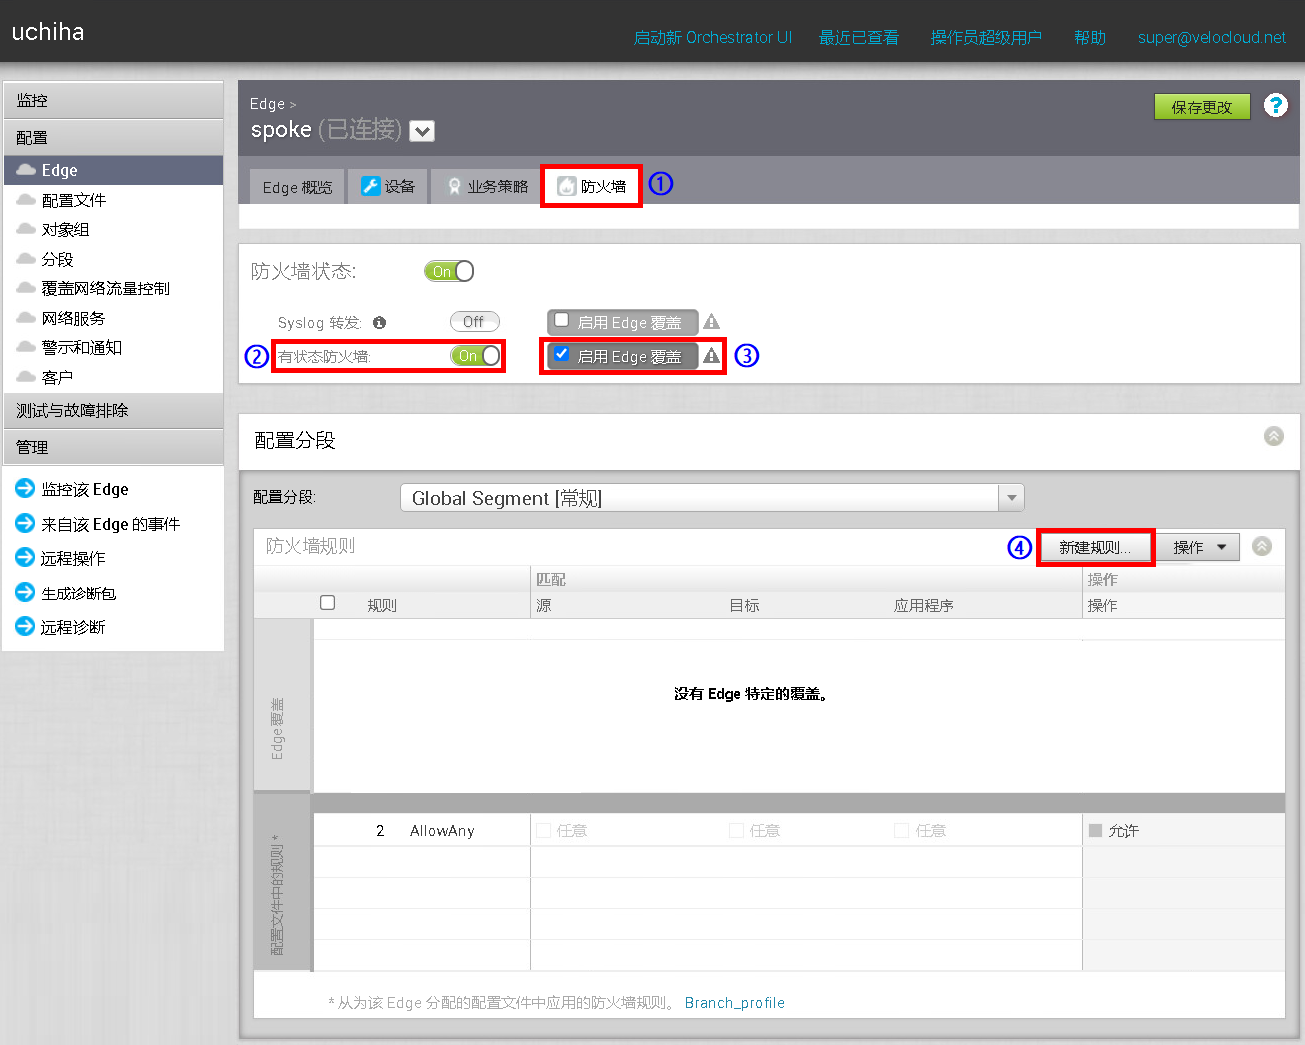 uchiha
启动新 Orchestrator UI 最近已查看 操作员超级用户 帮助 super@velocloud.net
监控
配置
Edge
配置文件
对象组
分段
覆盖网络流量控制
网络服务
警示和通知
客户
测试与故障排除
管理
监控该 Edge
来自该 Edge 的事件
远程操作
生成诊断包
远程诊断
Edge >
spoke (已连接)
保存更改 ?
Edge 概览 设备 业务策略 防火墙 ①
防火墙状态: On
Syslog 转发: Off 启用 Edge 覆盖
② 有状态防火墙: On 启用 Edge 覆盖 ③
配置分段
配置分段: Global Segment [常规]
防火墙规则 ④ 新建规则... 操作
匹配 操作
规则 源 目标 应用程序 操作
Edge 覆盖
没有 Edge 特定的覆盖。
配置文件中的规则 *
2 AllowAny 任意 任意 任意 允许
* 从为该 Edge 分配的配置文件中应用的防火墙规则。 Branch_profile